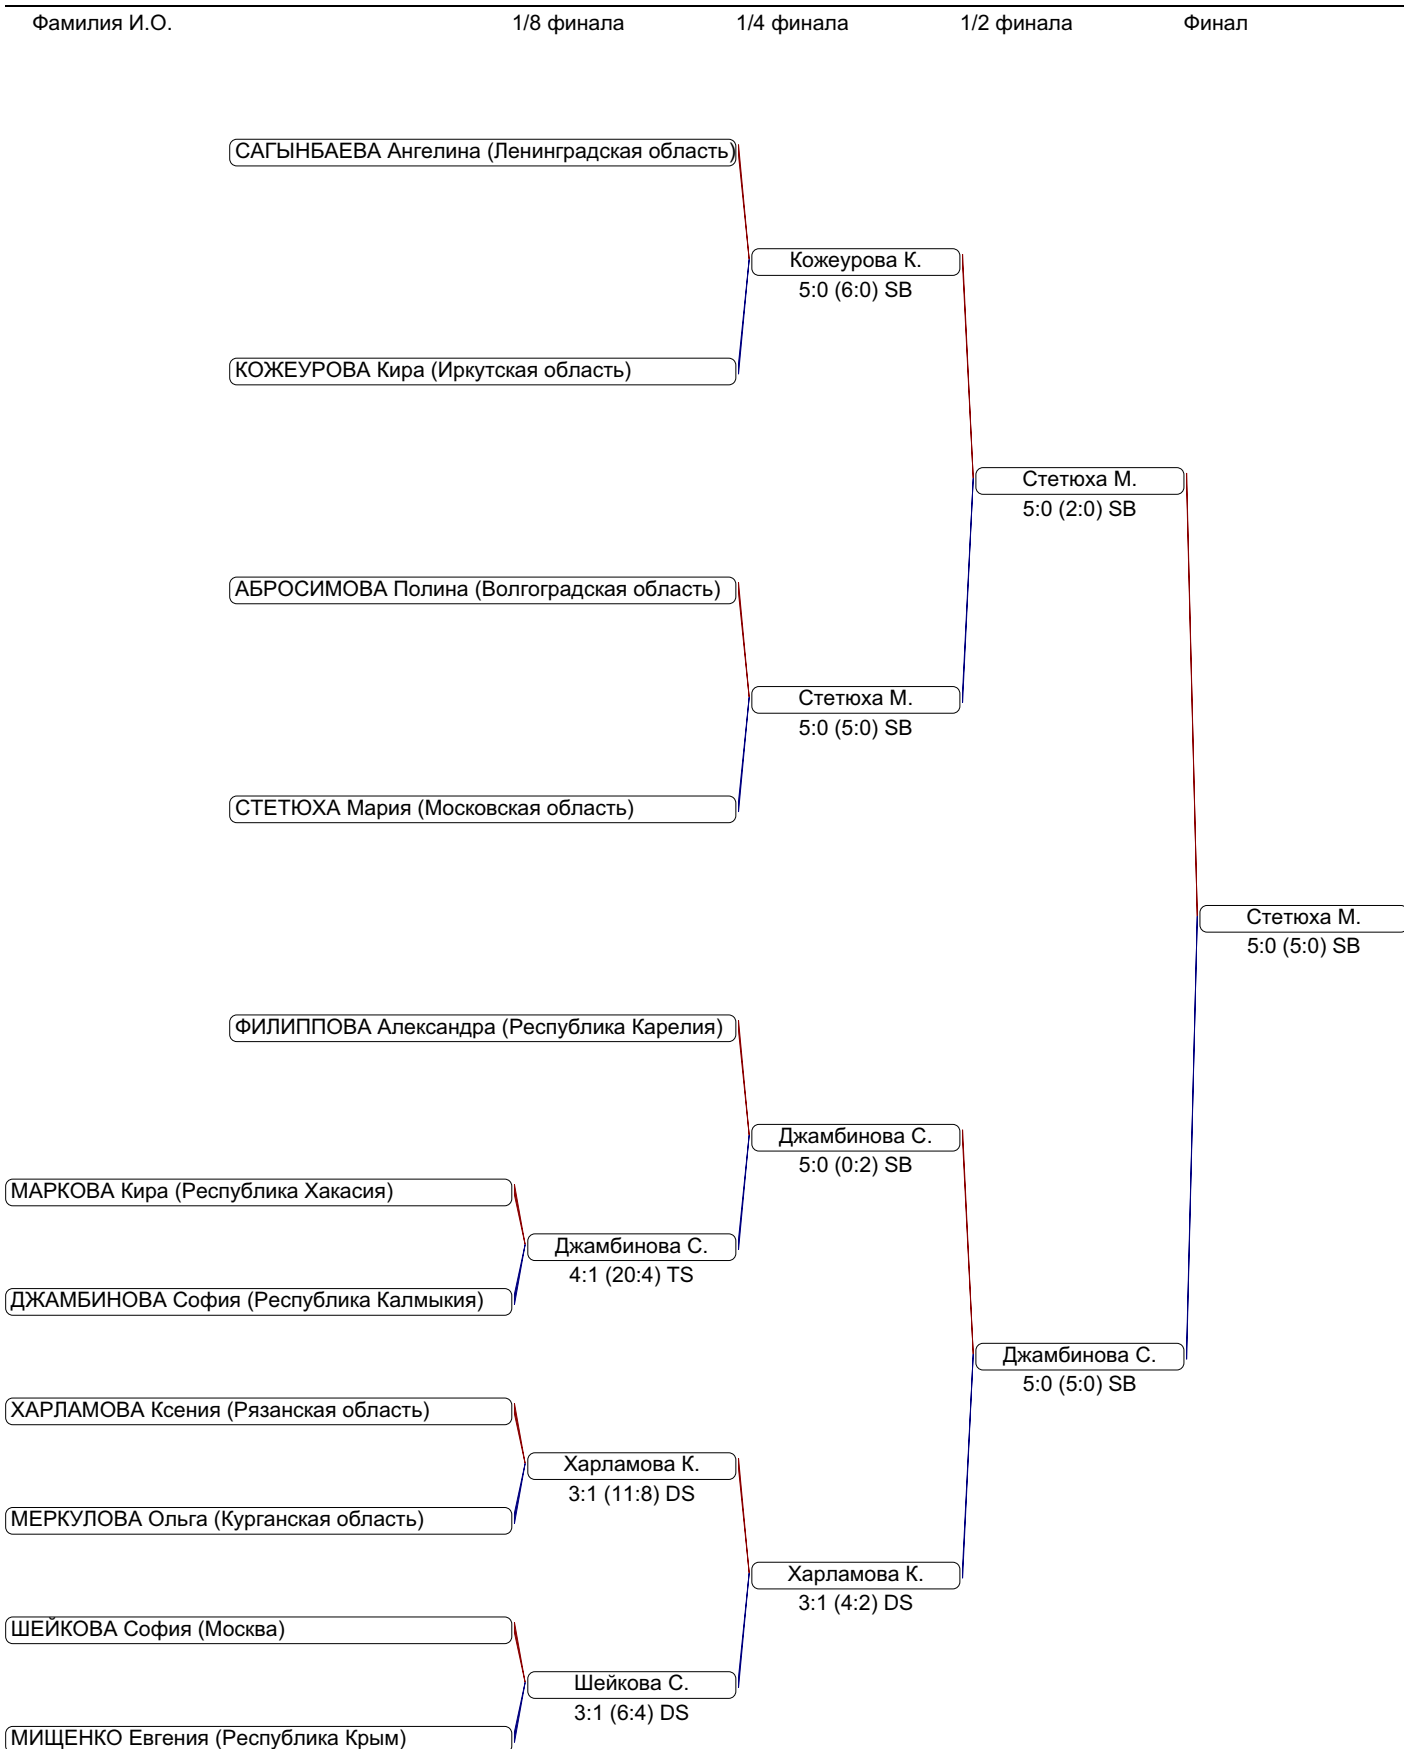 Фамилия И.О. 1/8 финала 1/4 финала 1/2 финала Финал
САГЫНБАЕВА Ангелина (Ленинградская область)
Кожеурова К.
5:0 (6:0) SB
КОЖЕУРОВА Кира (Иркутская область)
Стетюха М.
5:0 (2:0) SB
АБРОСИМОВА Полина (Волгоградская область)
Стетюха М.
5:0 (5:0) SB
СТЕТЮХА Мария (Московская область)
Стетюха М.
5:0 (5:0) SB
ФИЛИППОВА Александра (Республика Карелия)
Джамбинова С.
5:0 (0:2) SB
МАРКОВА Кира (Республика Хакасия)
Джамбинова С.
4:1 (20:4) TS
ДЖАМБИНОВА София (Республика Калмыкия)
Джамбинова С.
5:0 (5:0) SB
ХАРЛАМОВА Ксения (Рязанская область)
Харламова К.
3:1 (11:8) DS
МЕРКУЛОВА Ольга (Курганская область)
Харламова К.
3:1 (4:2) DS
ШЕЙКОВА София (Москва)
Шейкова С.
3:1 (6:4) DS
МИЩЕНКО Евгения (Республика Крым)